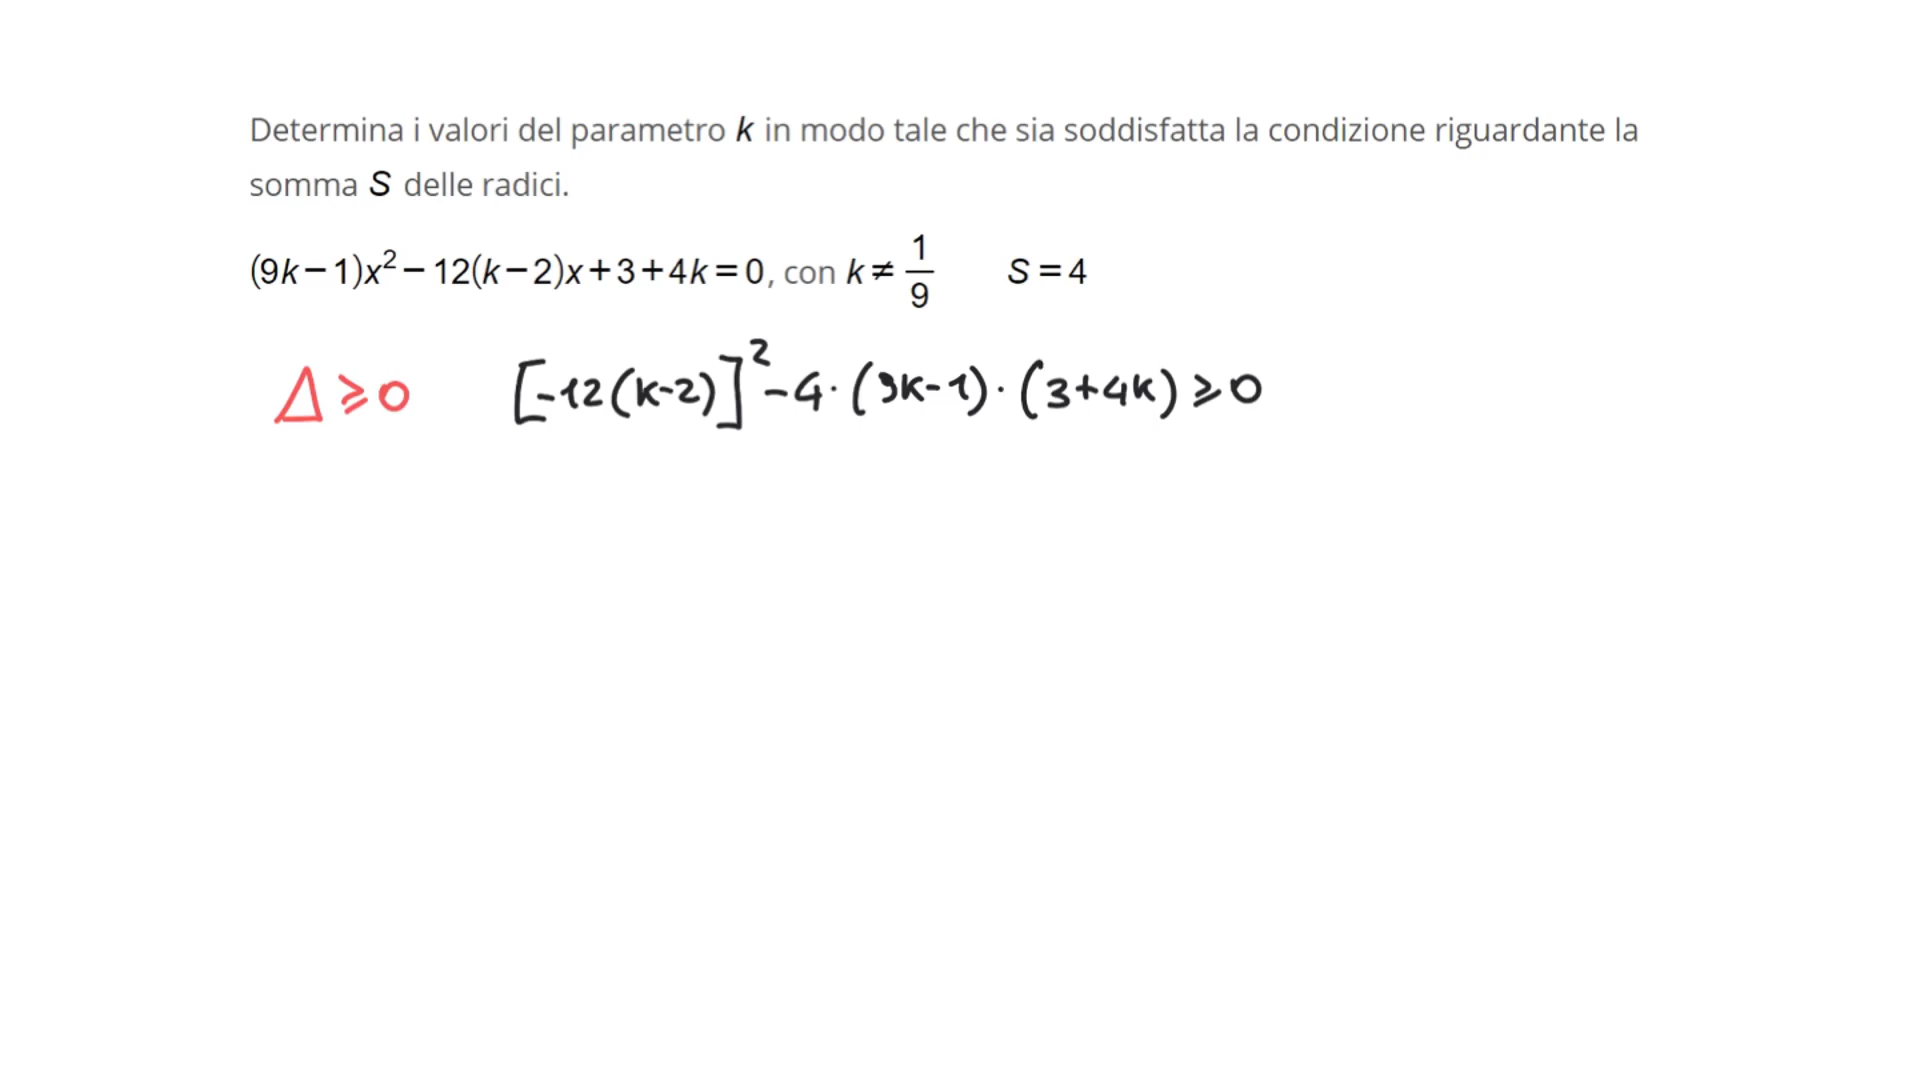 Determina i valori del parametro k in modo tale che sia soddisfatta la condizione riguardante la
somma S delle radici.
(9k−1)x²−12(k−2)x+3+4k=0, con k≠1/9 S=4
Δ⩾0 [-12(k-2)]²-4·(9k-1)·(3+4k)⩾0